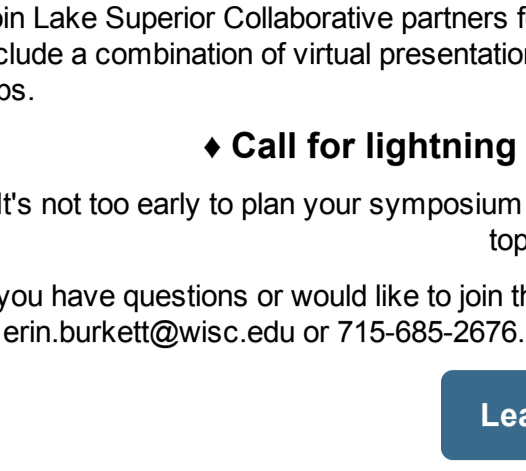 oin Lake Superior Collaborative partners f
clude a combination of virtual presentation
ps.
♦ Call for lightning
It's not too early to plan your symposium
top
you have questions or would like to join th
erin.burkett@wisc.edu or 715-685-2676.
Lea